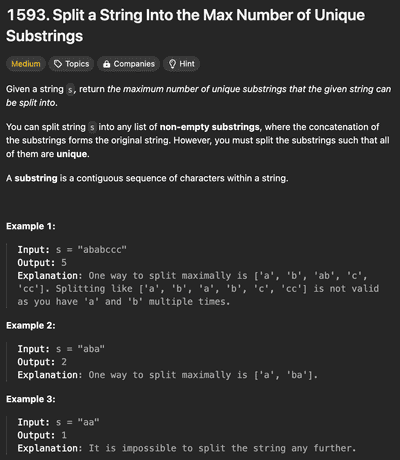 1593. Split a String Into the Max Number of Unique
Substrings
Medium Topics Companies Hint
Given a string s, return the maximum number of unique substrings that the given string can
be split into.
You can split string s into any list of non-empty substrings, where the concatenation of
the substrings forms the original string. However, you must split the substrings such that all
of them are unique.
A substring is a contiguous sequence of characters within a string.
Example 1:
Input: s = "ababccc"
Output: 5
Explanation: One way to split maximally is ['a', 'b', 'ab', 'c',
'cc']. Splitting like ['a', 'b', 'a', 'b', 'c', 'cc'] is not valid
as you have 'a' and 'b' multiple times.
Example 2:
Input: s = "aba"
Output: 2
Explanation: One way to split maximally is ['a', 'ba'].
Example 3:
Input: s = "aa"
Output: 1
Explanation: It is impossible to split the string any further.